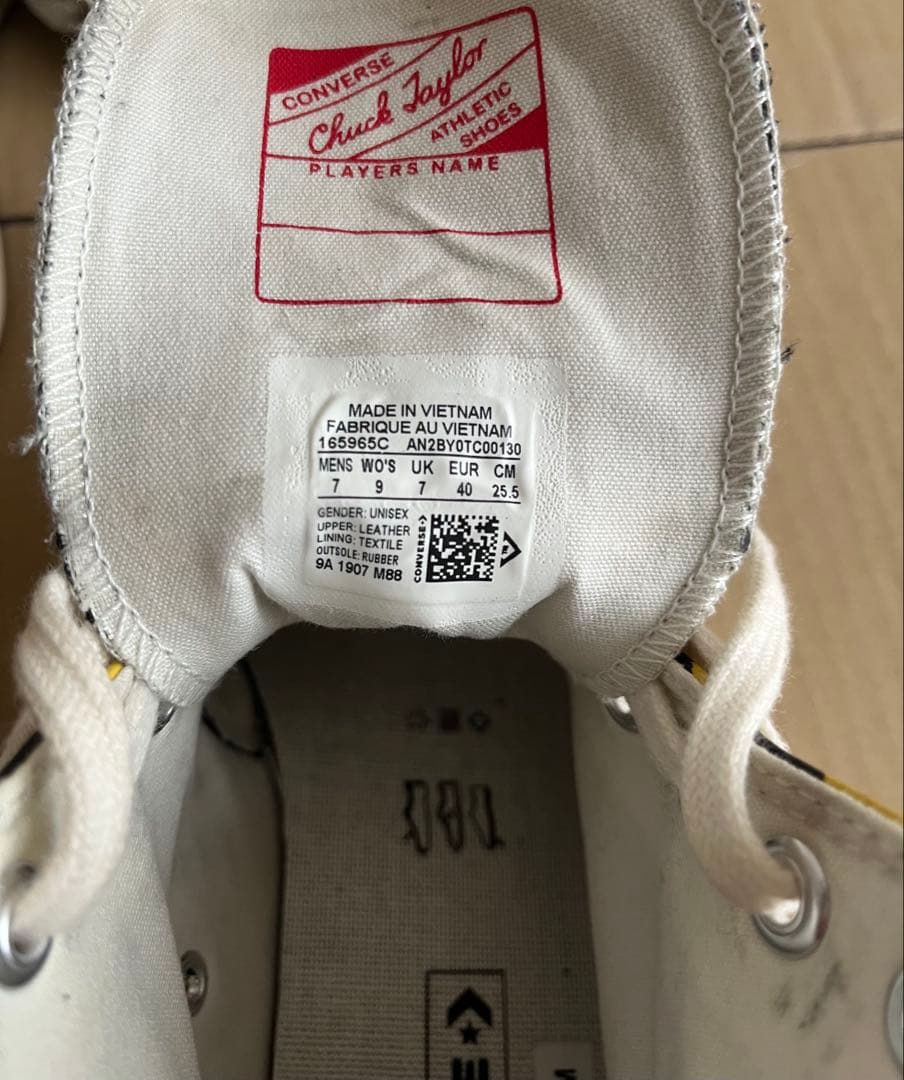 CONVERSE
Chuck Taylor
ATHLETIC
SHOES
PLAYERS NAME
MADE IN VIETNAM
FABRIQUE AU VIETNAM
165965C AN2BY0TC00130
MENS WO'S UK EUR CM
7 9 7 40 25.5
GENDER: UNISEX
UPPER: LEATHER
LINING: TEXTILE
OUTSOLE: RUBBER
9A 1907 M88
CONVERSE